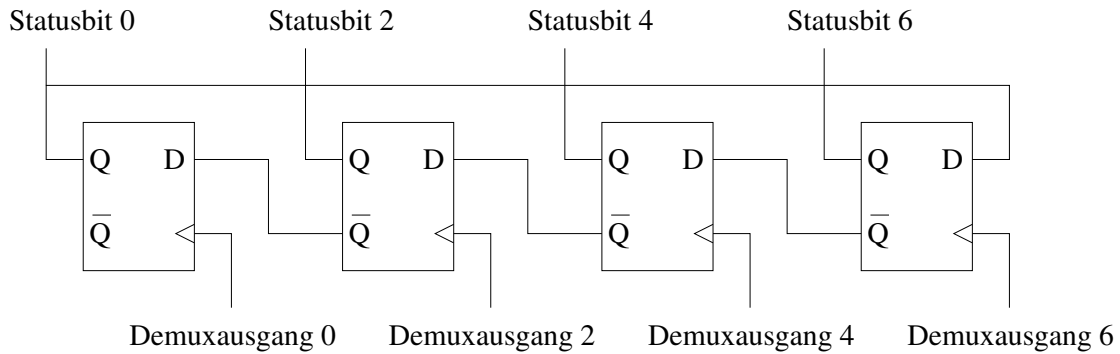 Statusbit 0 Statusbit 2 Statusbit 4 Statusbit 6
Q D Q D Q D Q D
Q̅ Q̅ Q̅ Q̅
Demuxausgang 0 Demuxausgang 2 Demuxausgang 4 Demuxausgang 6